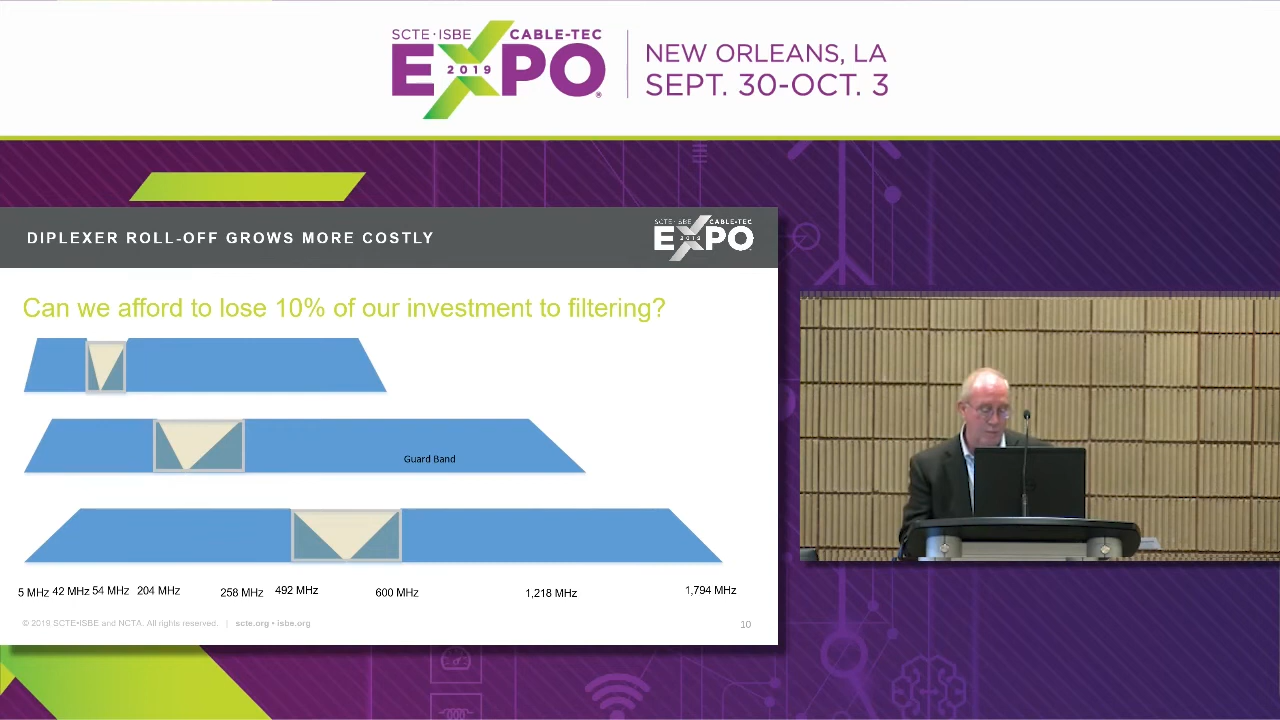 SCTE·ISBE CABLE-TEC
EXPO
2019
NEW ORLEANS, LA
SEPT. 30-OCT. 3
DIPLEXER ROLL-OFF GROWS MORE COSTLY
SCTE·ISBE CABLE-TEC
EXPO
2019
Can we afford to lose 10% of our investment to filtering?
Guard Band
5 MHz 42 MHz 54 MHz 204 MHz 258 MHz 492 MHz 600 MHz 1,218 MHz 1,794 MHz
© 2019 SCTE•ISBE and NCTA. All rights reserved. | scte.org • isbe.org 10